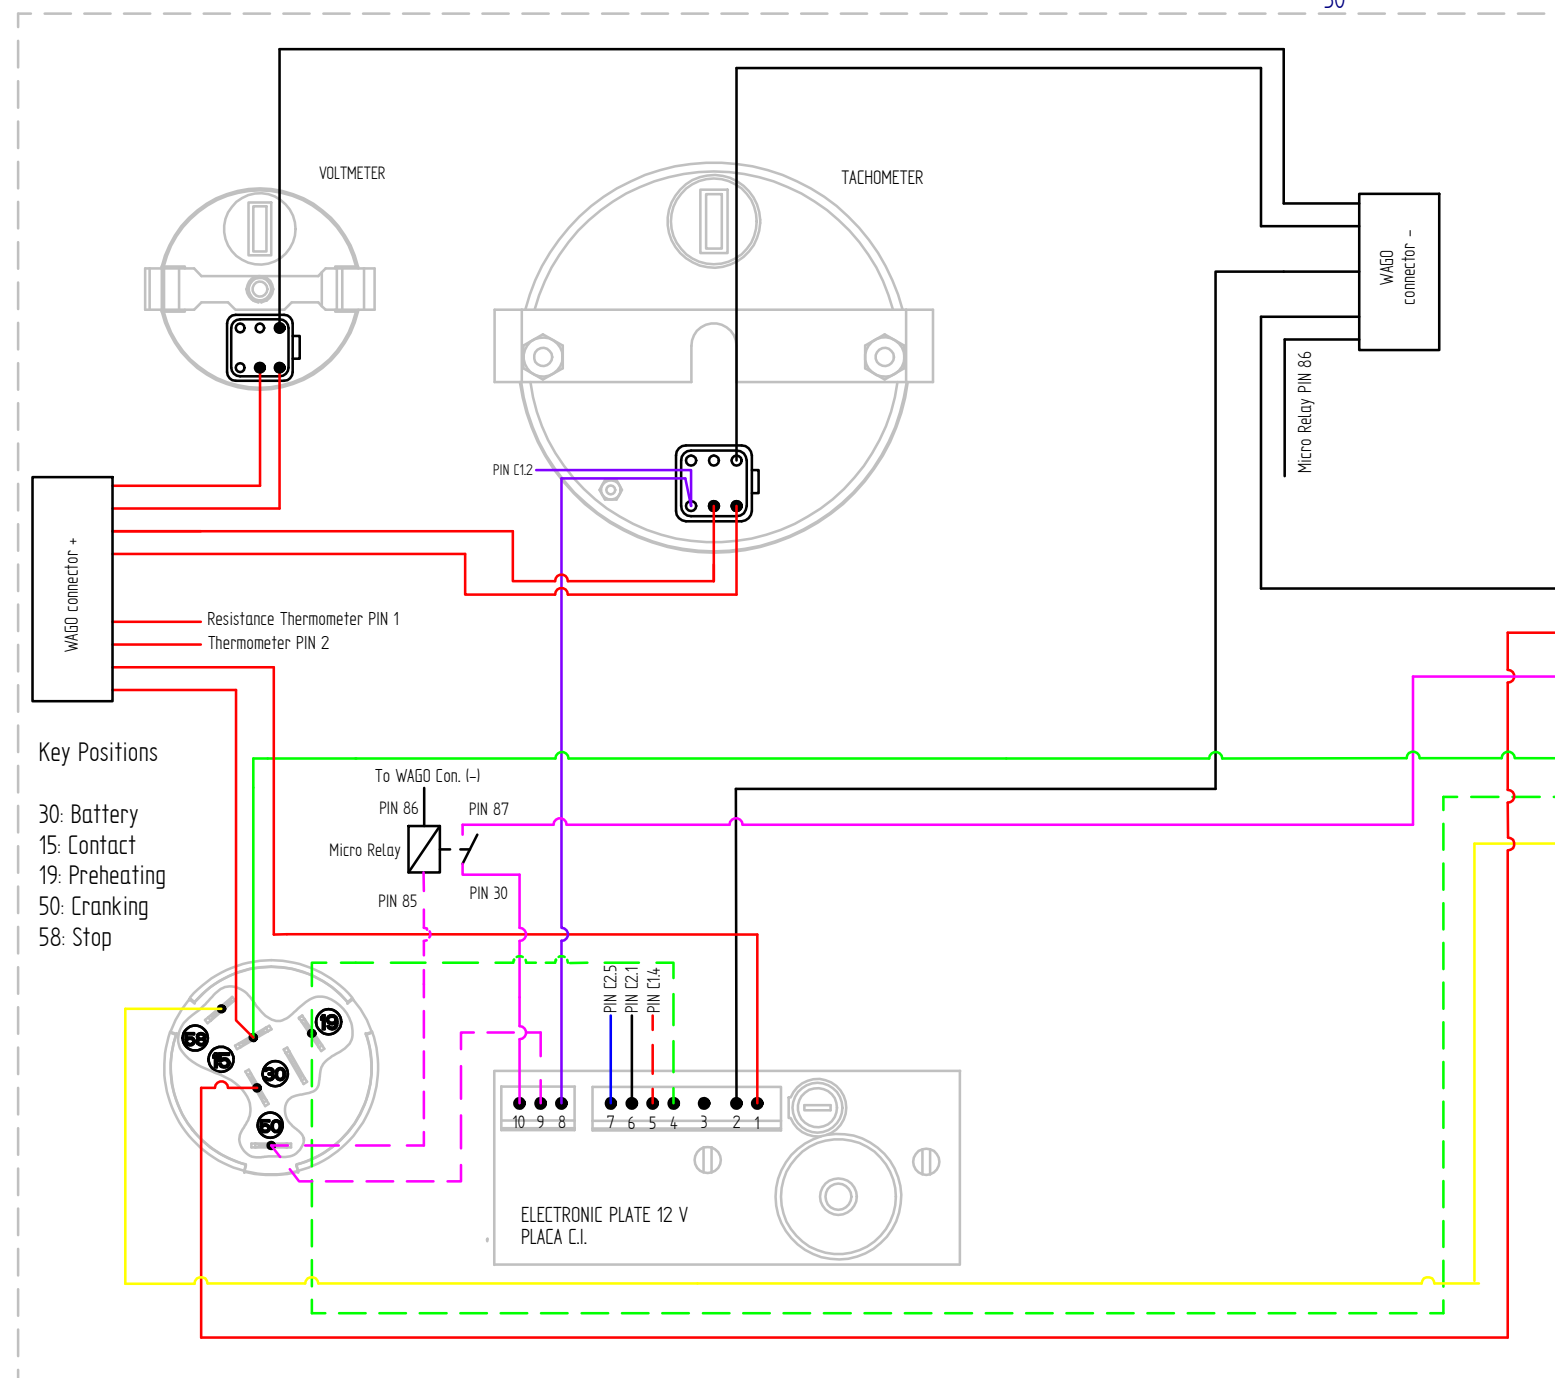 30
VOLTMETER
TACHOMETER
WAGO
connector -
Micro Relay PIN 86
PIN C1.2
WAGO connector +
Resistance Thermometer PIN 1
Thermometer PIN 2
Key Positions
30: Battery
15: Contact
19: Preheating
50: Cranking
58: Stop
To WAGO Con. (-)
PIN 86
PIN 87
Micro Relay
PIN 85
PIN 30
PIN C2.5
PIN C2.1
PIN C1.4
58
15
19
30
50
10
9
8
7
6
5
4
3
2
1
ELECTRONIC PLATE 12 V
PLACA C.I.